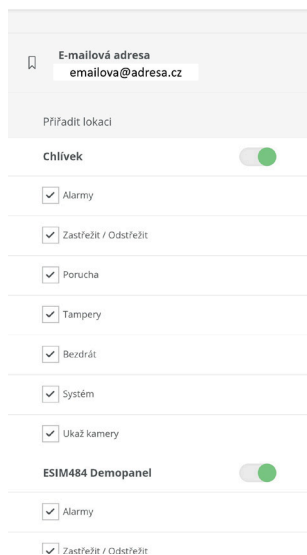 E-mailová adresa
emailova@adresa.cz
Přiřadit lokaci
Chlívek
Alarmy
Zastřežit / Odstřežit
Porucha
Tampery
Bezdrát
Systém
Ukaž kamery
ESIM484 Demopanel
Alarmy
Zastřežit / Odstřežit